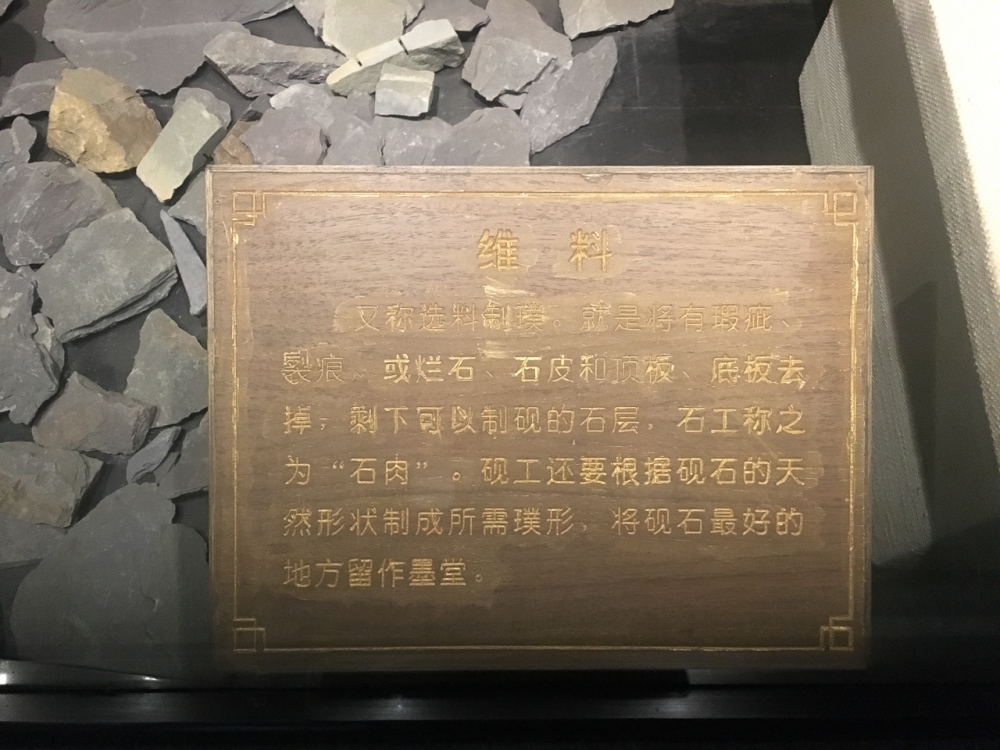 维 料
又称选料制璞。就是将有瑕疵、
裂痕、或烂石、石皮和顶板、底板去
掉，剩下可以制砚的石层，石工称之
为“石肉”。砚工还要根据砚石的天
然形状制成所需璞形，将砚石最好的
地方留作墨堂。